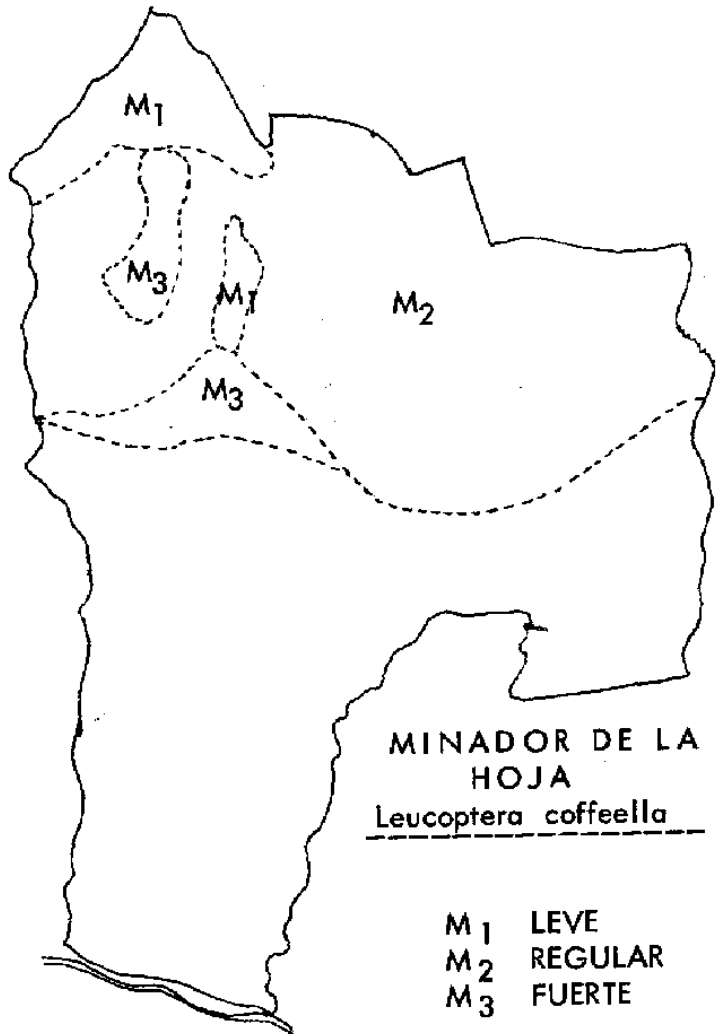 M1
M3
M1
M2
M3
MINADOR DE LA
HOJA
Leucoptera coffeella
M1 LEVE
M2 REGULAR
M3 FUERTE